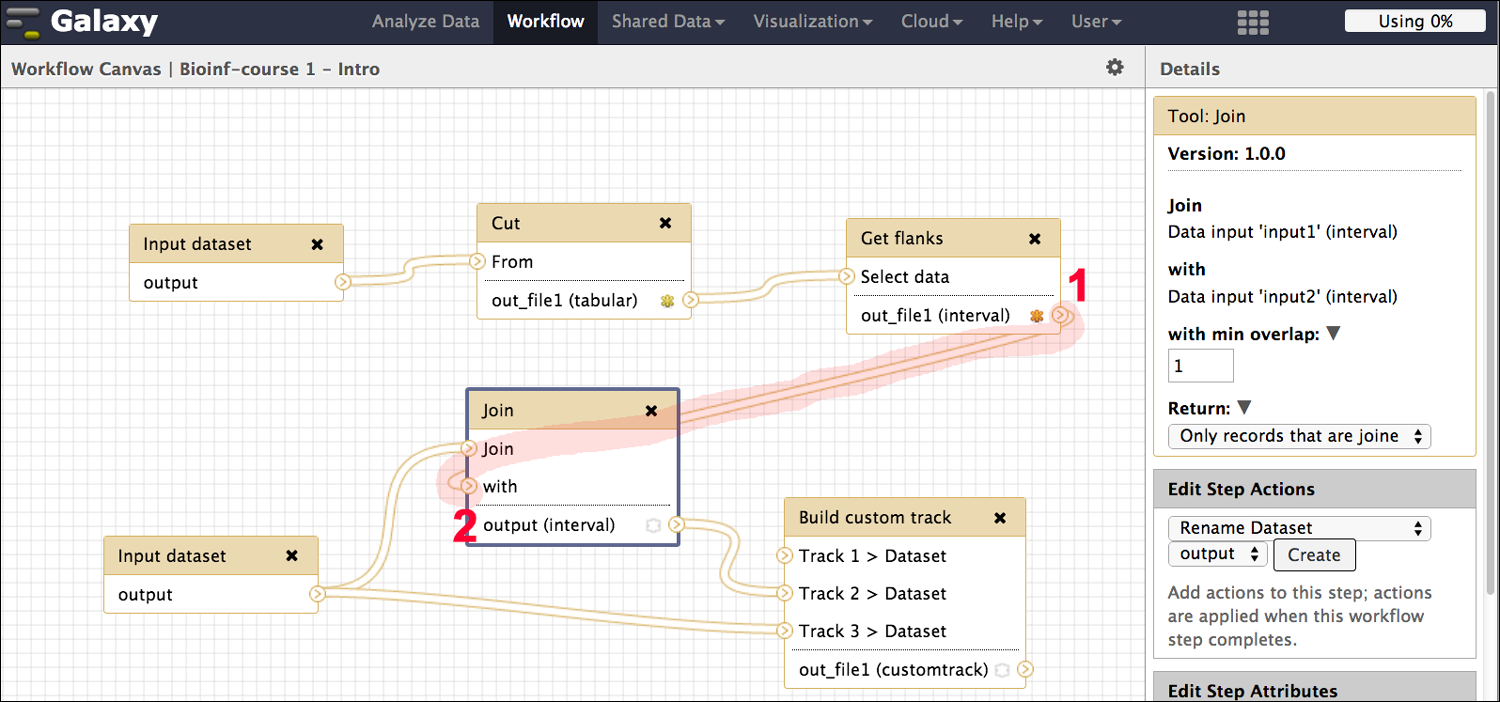 Galaxy
Analyze Data Workflow Shared Data Visualization Cloud Help User Using 0%
Workflow Canvas | Bioinf-course 1 - Intro
Input dataset
output
Cut
From
out_file1 (tabular)
Get flanks
Select data
out_file1 (interval)
1
Join
Join
with
output (interval)
2
Input dataset
output
Build custom track
Track 1 > Dataset
Track 2 > Dataset
Track 3 > Dataset
out_file1 (customtrack)
Details
Tool: Join
Version: 1.0.0
Join
Data input 'input1' (interval)
with
Data input 'input2' (interval)
with min overlap:
1
Return:
Only records that are joine
Edit Step Actions
Rename Dataset
output Create
Add actions to this step; actions
are applied when this workflow
step completes.
Edit Step Attributes